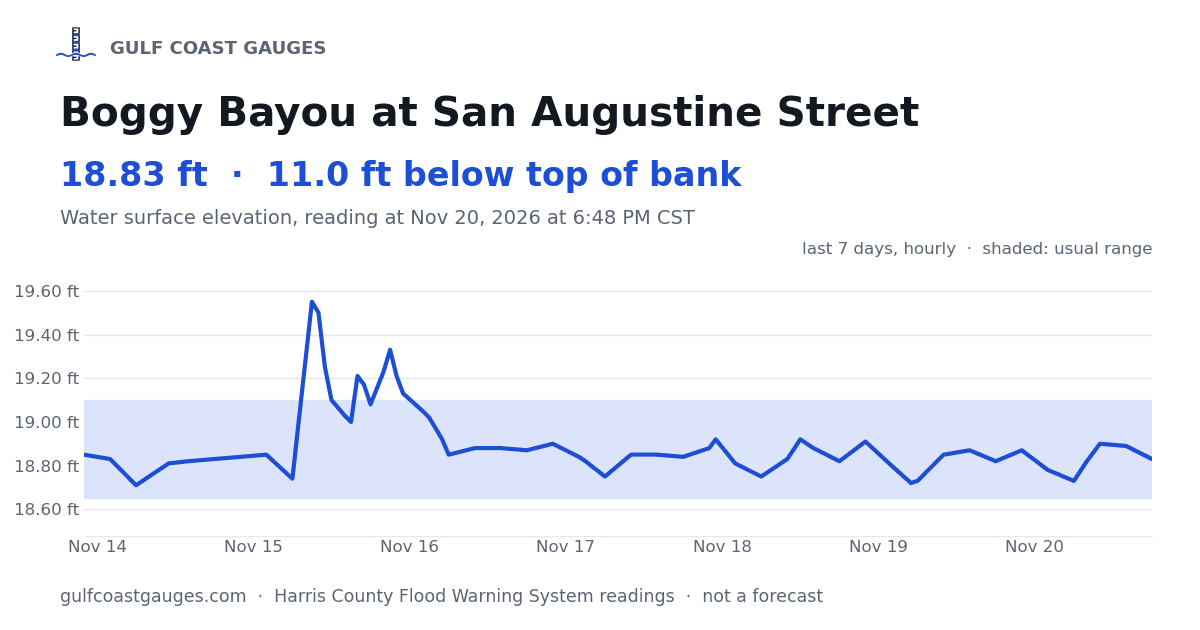 GULF COAST GAUGES
Boggy Bayou at San Augustine Street
18.83 ft · 11.0 ft below top of bank
Water surface elevation, reading at Nov 20, 2026 at 6:48 PM CST
last 7 days, hourly · shaded: usual range
19.60 ft
19.40 ft
19.20 ft
19.00 ft
18.80 ft
18.60 ft
Nov 14 Nov 15 Nov 16 Nov 17 Nov 18 Nov 19 Nov 20
gulfcoastgauges.com · Harris County Flood Warning System readings · not a forecast